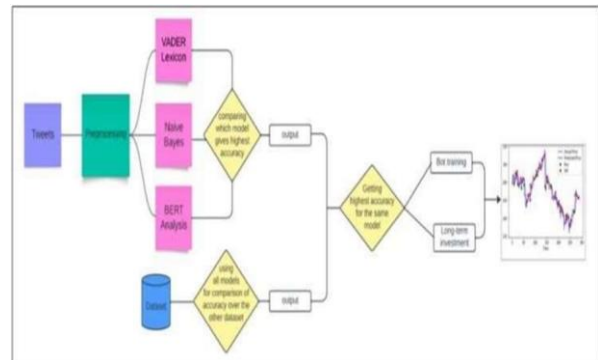 VADER
Lexicon
Tweets
Preprocessing
Naive
Bayes
BERT
Analysis
comparing
which model
gives highest
accuracy
output
Dataset
using
all models
for comparison of
accuracy over the
other dataset
output
Getting
highest accuracy
for the same
model
Bot training
Long-term
investment